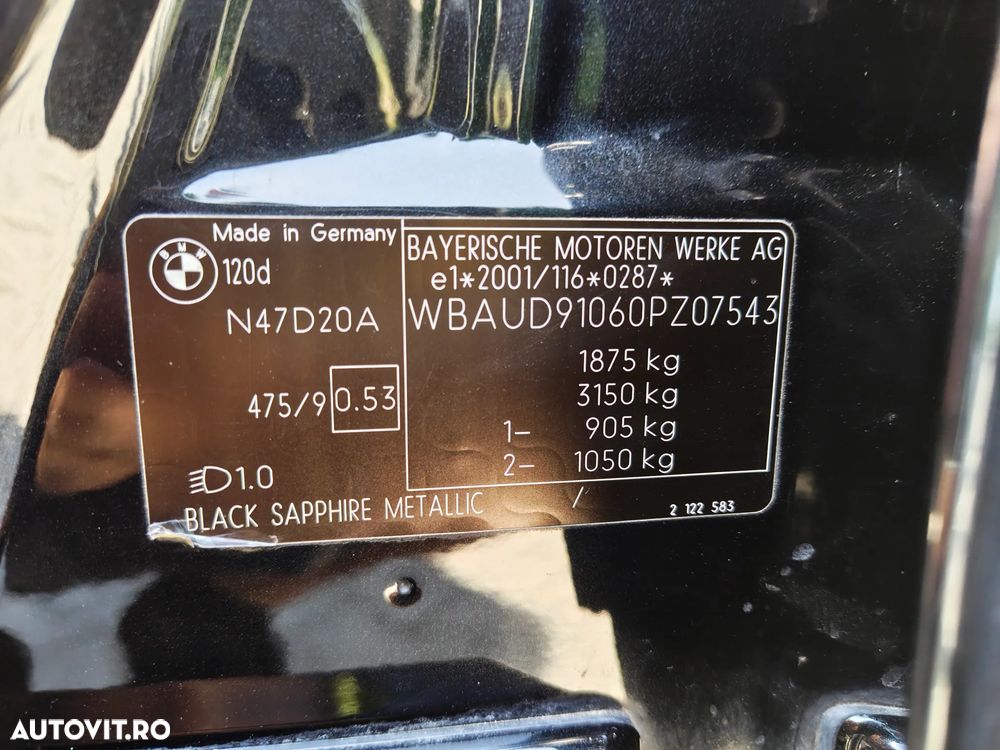 Made in Germany
BMW
120d
N47D20A
475/9 0.53
1.0
BLACK SAPPHIRE METALLIC /
BAYERISCHE MOTOREN WERKE AG
e1*2001/116*0287*
WBAUD91060PZ07543
1875 kg
3150 kg
1- 905 kg
2- 1050 kg
2 122 583
AUTOVIT.RO